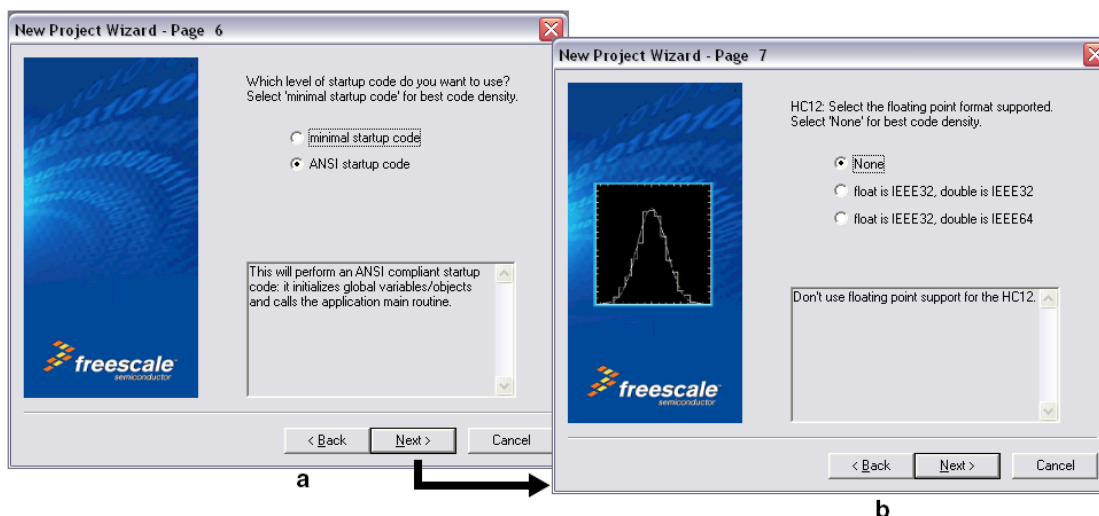 New Project Wizard - Page 6
Which level of startup code do you want to use?
Select 'minimal startup code' for best code density.
minimal startup code
ANSI startup code
This will perform an ANSI compliant startup
code: it initializes global variables/objects
and calls the application main routine.
freescale™
semiconductor
< Back
Next >
Cancel
a
New Project Wizard - Page 7
HC12: Select the floating point format supported.
Select 'None' for best code density.
None
float is IEEE32, double is IEEE32
float is IEEE32, double is IEEE64
Don't use floating point support for the HC12.
freescale™
semiconductor
< Back
Next >
Cancel
b